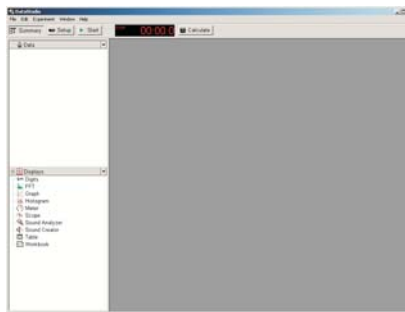 DataStudio
File Edit Experiment Window Help
Summary Setup Start 00:00.0 Calculate
Data
Displays
Digits
FFT
Graph
Histogram
Meter
Scope
Sound Analyzer
Sound Creator
Table
Workbook